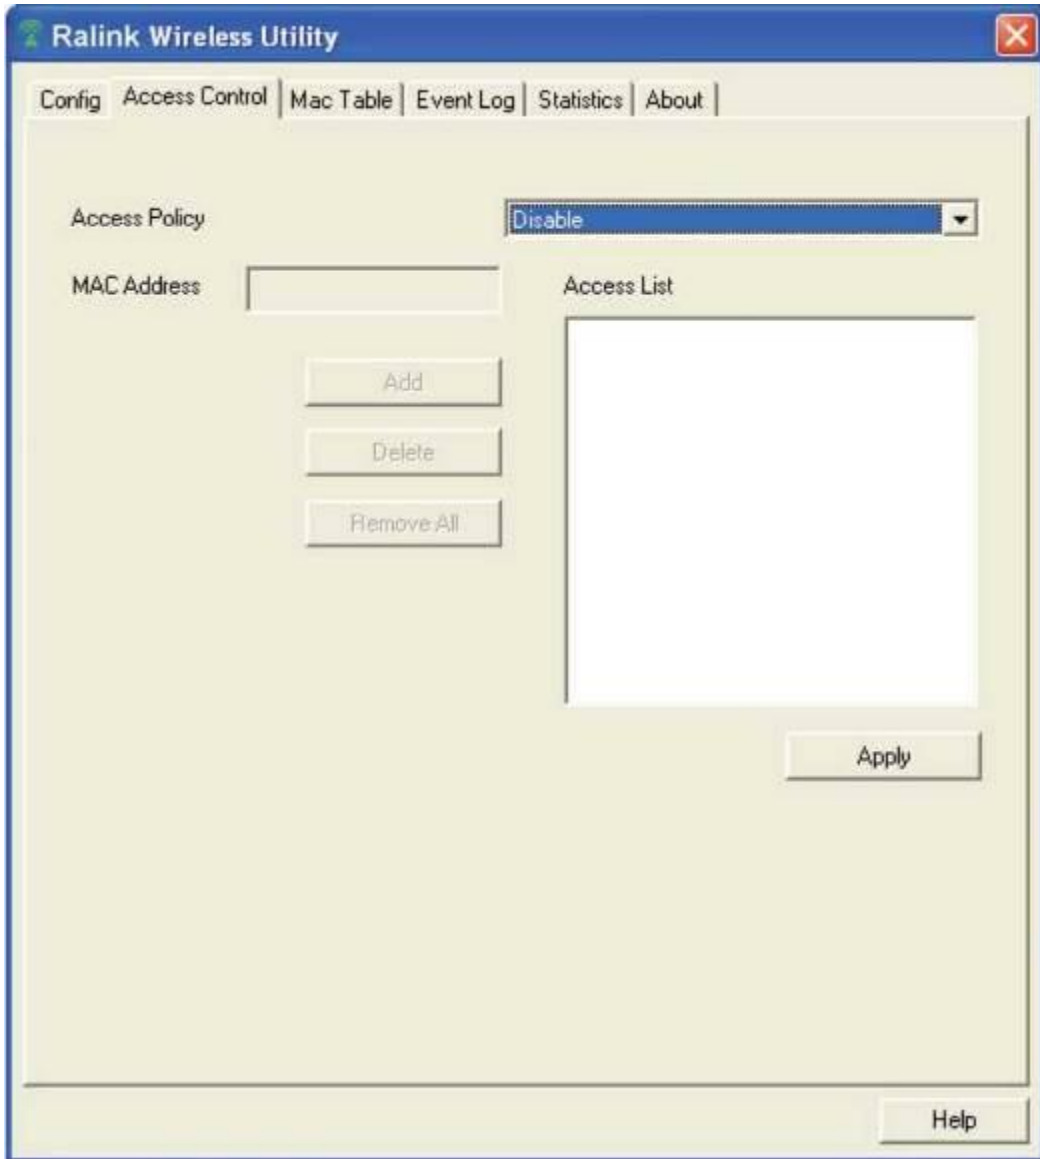 Ralink Wireless Utility
Config Access Control Mac Table Event Log Statistics About
Access Policy Disable
MAC Address Access List
Add
Delete
Remove All
Apply
Help